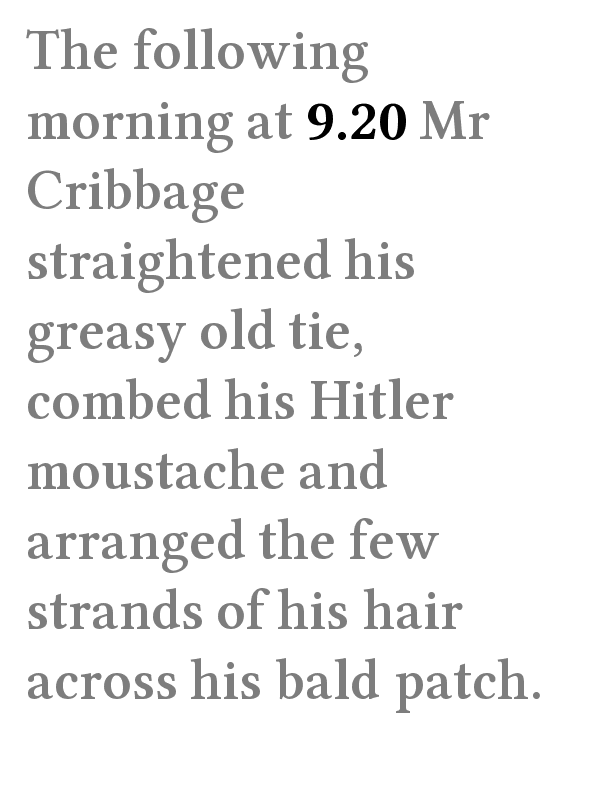 The following
morning at 9.20 Mr
Cribbage
straightened his
greasy old tie,
combed his Hitler
moustache and
arranged the few
strands of his hair
across his bald patch.